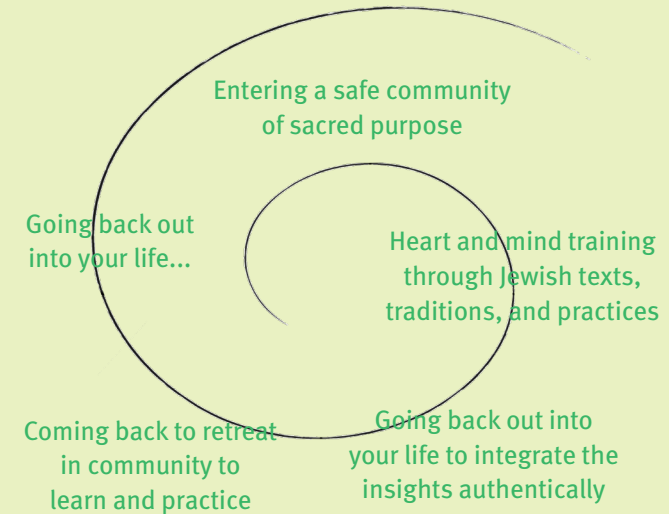 Entering a safe community
of sacred purpose
Heart and mind training
through Jewish texts,
traditions, and practices
Going back out into
your life to integrate the
insights authentically
Coming back to retreat
in community to
learn and practice
Going back out
into your life...